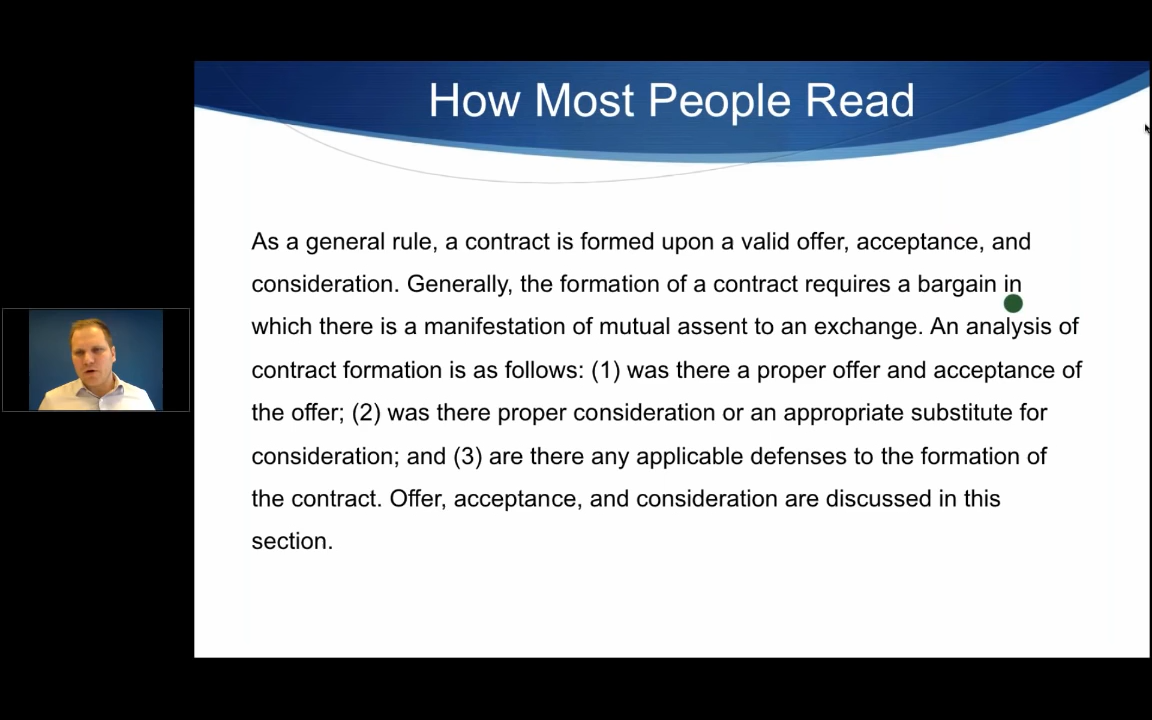 How Most People Read
As a general rule, a contract is formed upon a valid offer, acceptance, and
consideration. Generally, the formation of a contract requires a bargain in
which there is a manifestation of mutual assent to an exchange. An analysis of
contract formation is as follows: (1) was there a proper offer and acceptance of
the offer; (2) was there proper consideration or an appropriate substitute for
consideration; and (3) are there any applicable defenses to the formation of
the contract. Offer, acceptance, and consideration are discussed in this
section.